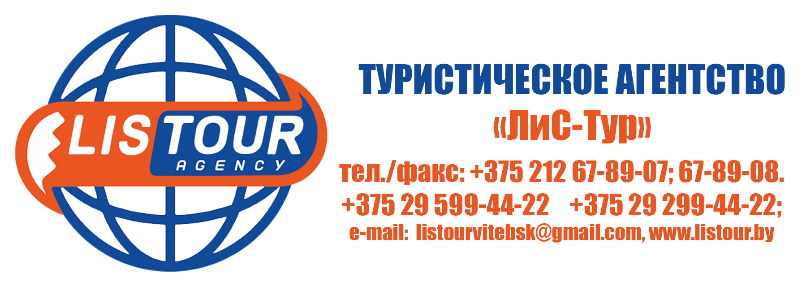 LISTOUR
AGENCY
ТУРИСТИЧЕСКОЕ АГЕНТСТВО
«ЛиС-Тур»
тел./факс: +375 212 67-89-07; 67-89-08.
+375 29 599-44-22 +375 29 299-44-22;
e-mail: listourvitebsk@gmail.com, www.listour.by